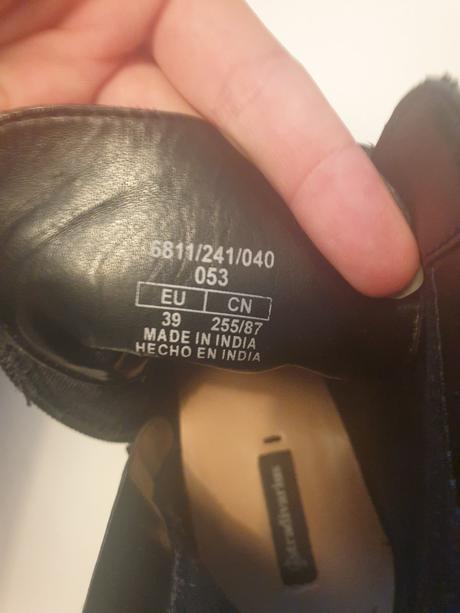 6811/241/040
053
EU CN
39 255/87
MADE IN INDIA
HECHO EN INDIA
stradivarius